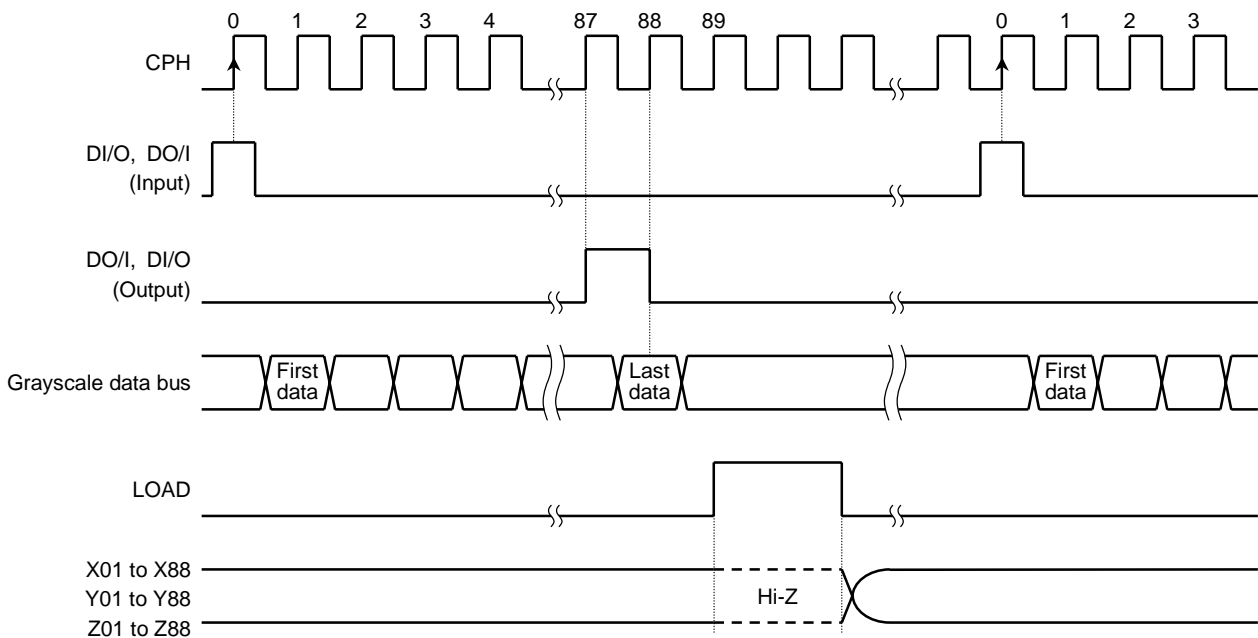 0 1 2 3 4 87 88 89 0 1 2 3
CPH
DI/O, DO/I
(Input)
DO/I, DI/O
(Output)
Grayscale data bus
First
data
Last
data
First
data
LOAD
X01 to X88
Y01 to Y88
Z01 to Z88
Hi-Z